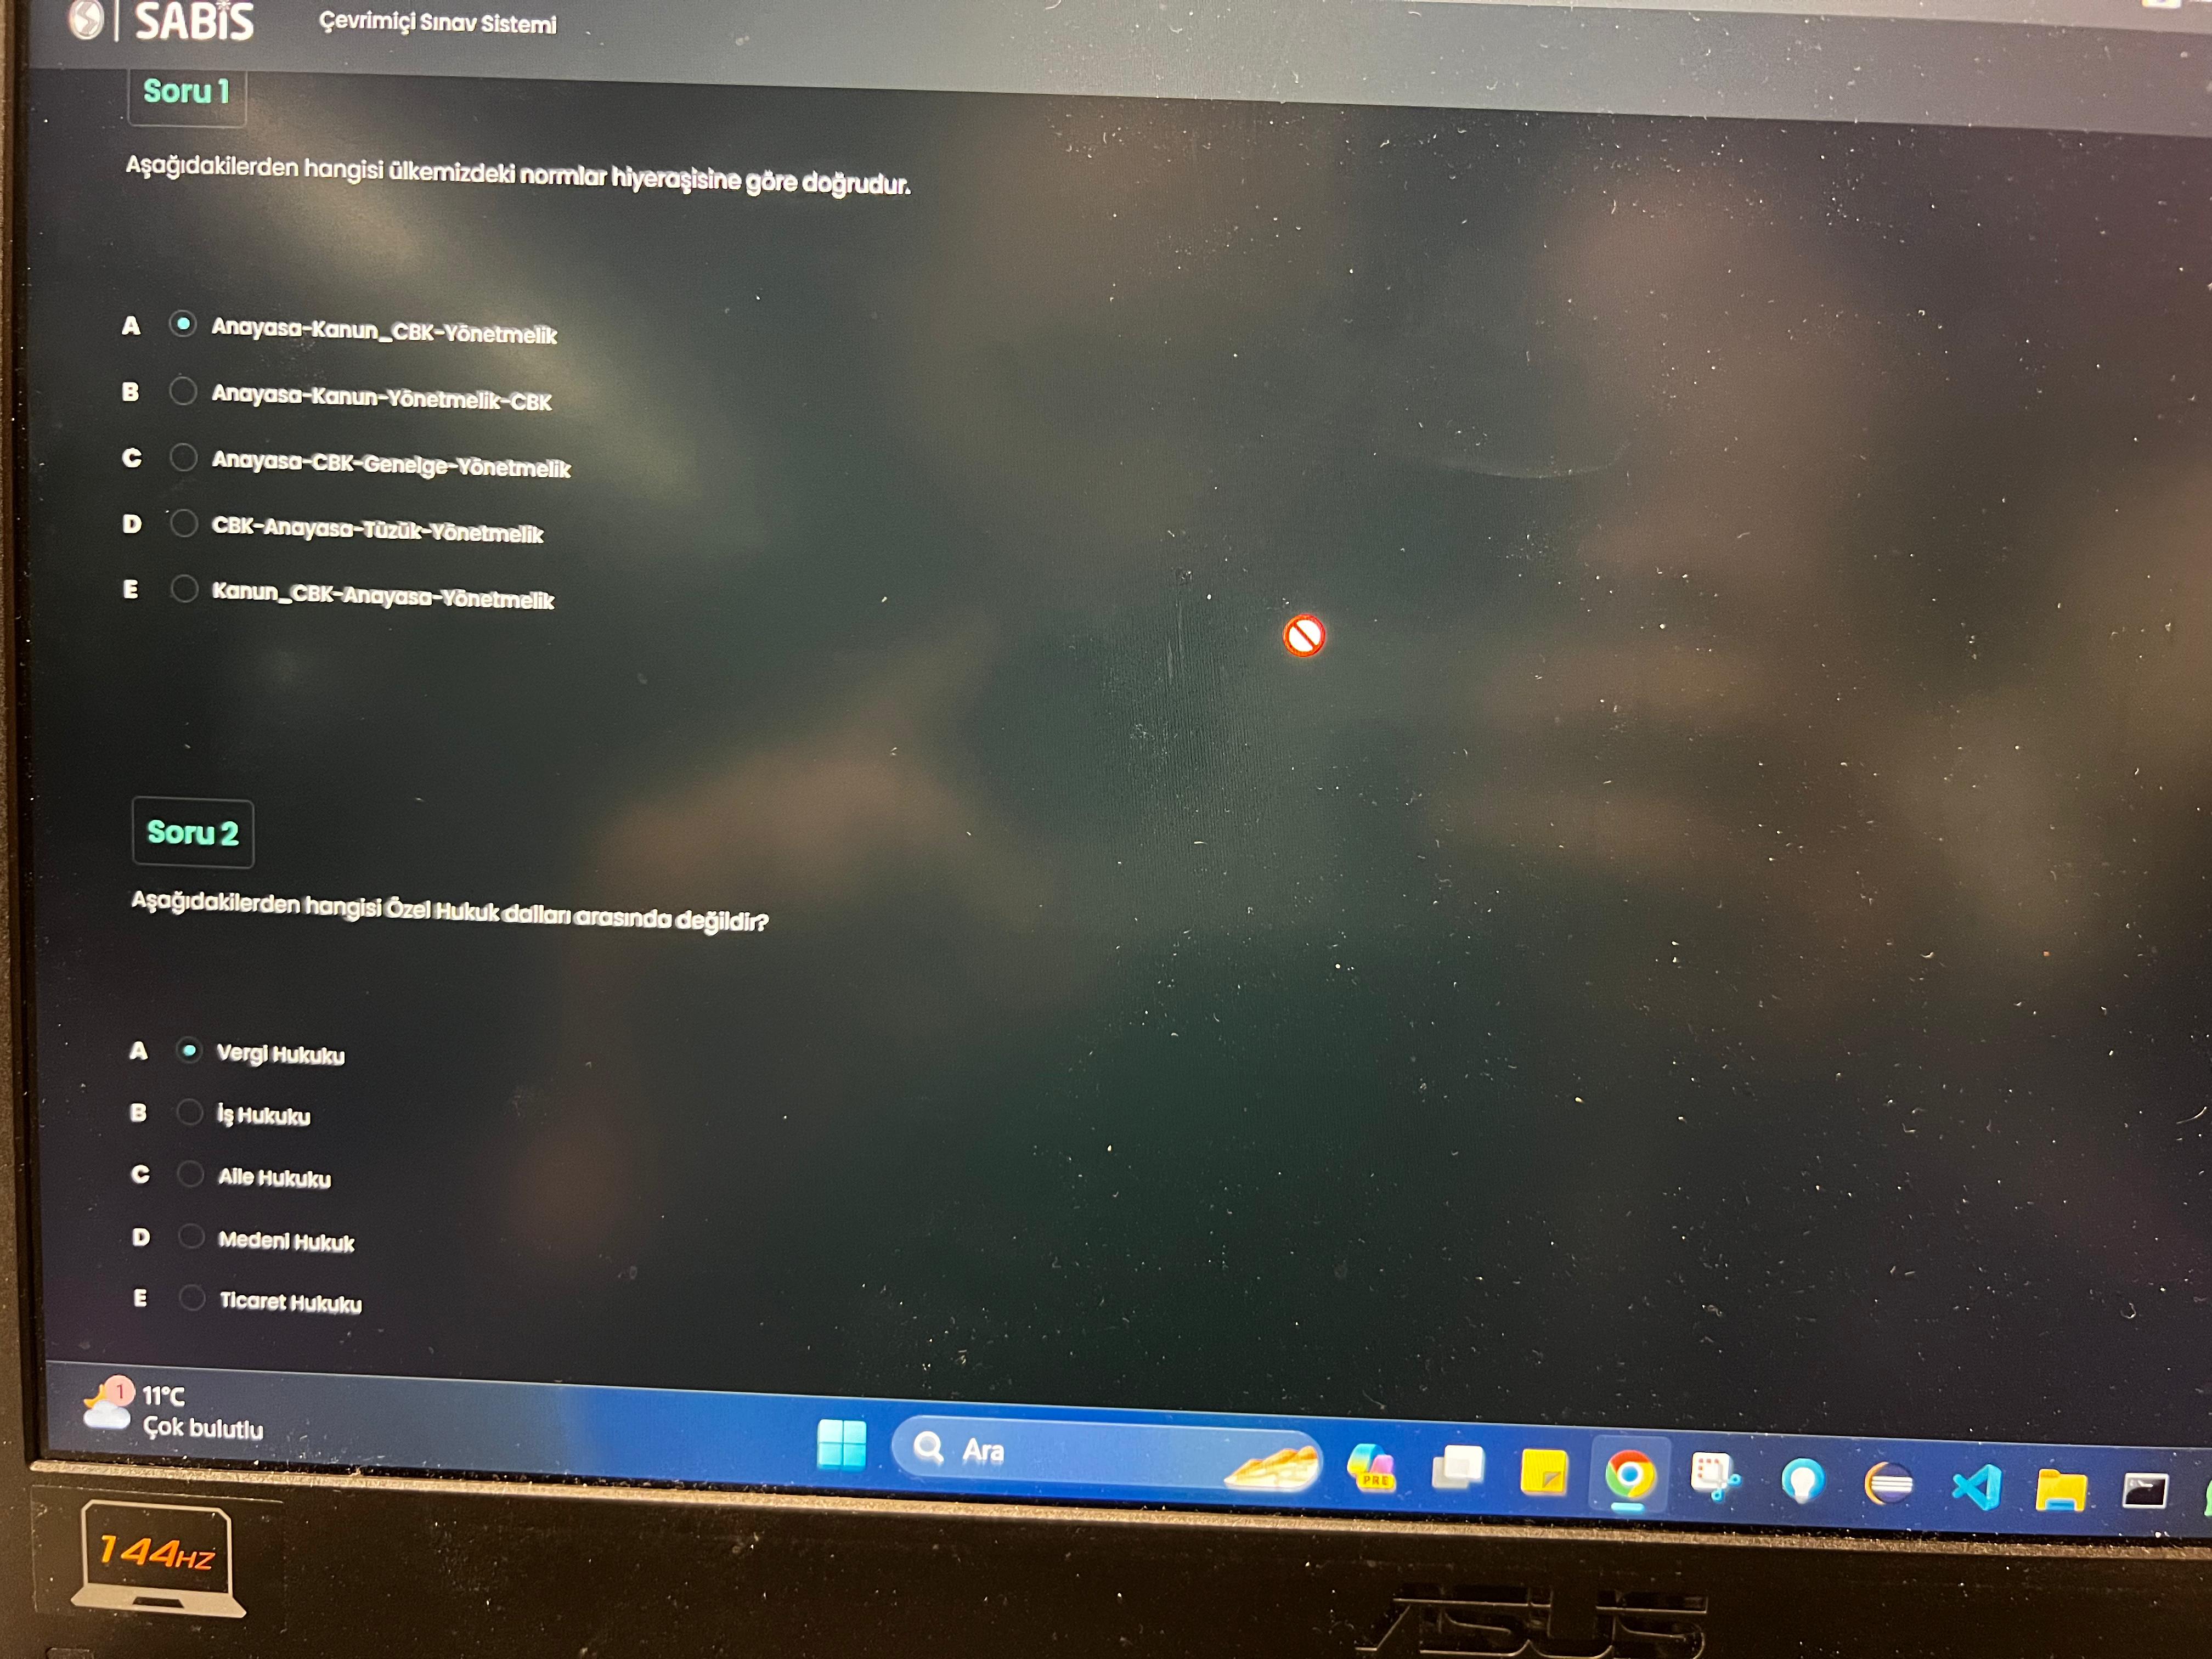 SABİS
Çevrimiçi Sınav Sistemi
Soru 1
Aşağıdakilerden hangisi ülkemizdeki normlar hiyeraşisine göre doğrudur.
A Anayasa-Kanun_CBK-Yönetmelik
B Anayasa-Kanun-Yönetmelik-CBK
C Anayasa-CBK-Genelge-Yönetmelik
D CBK-Anayasa-Tüzük-Yönetmelik
E Kanun_CBK-Anayasa-Yönetmelik
Soru 2
Aşağıdakilerden hangisi Özel Hukuk dalları arasında değildir?
A Vergi Hukuku
B İş Hukuku
C Aile Hukuku
D Medeni Hukuk
E Ticaret Hukuku
1
11°C
Çok bulutlu
Ara
PRE
144HZ
ASUS